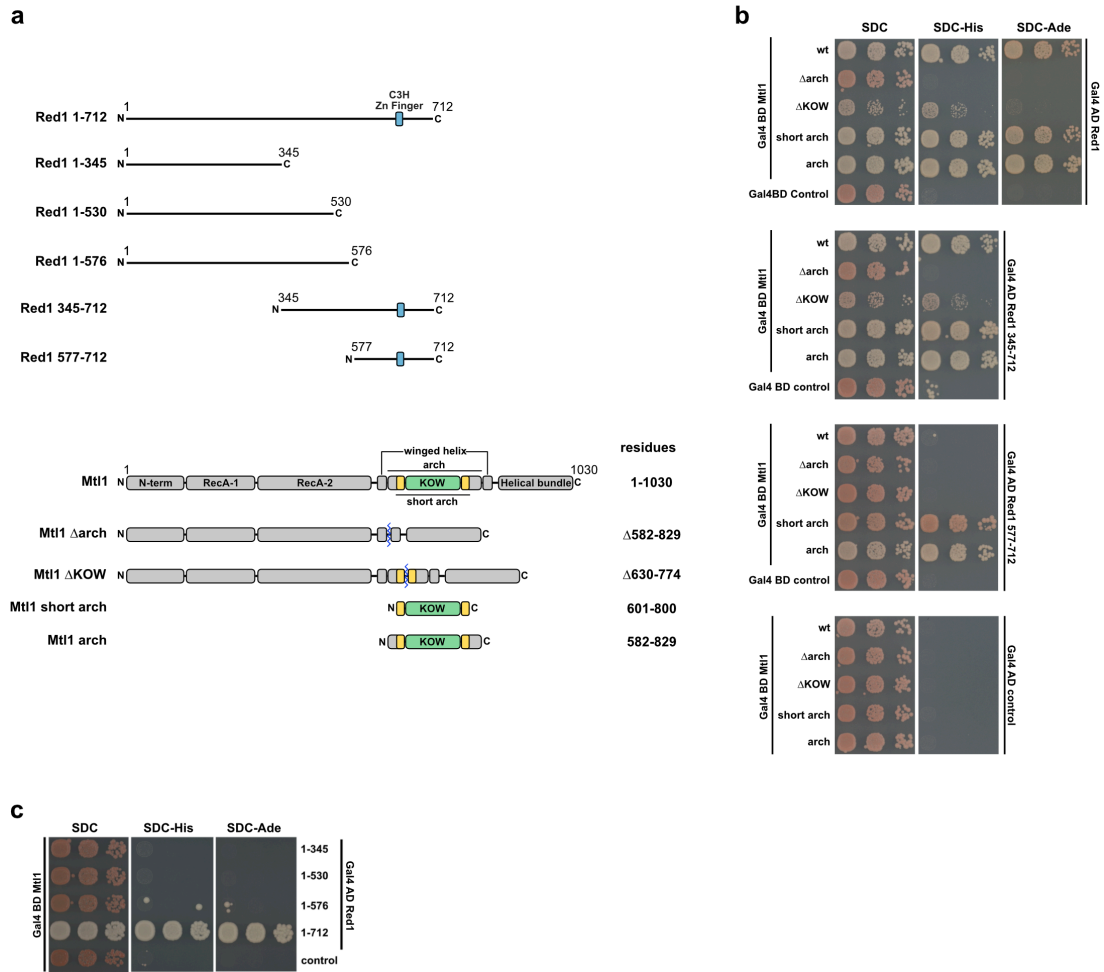 a
C3H
Zn Finger
1
712
Red1 1-712
N
C
1
345
Red1 1-345
N
C
1
530
Red1 1-530
N
C
1
576
Red1 1-576
N
C
345
712
Red1 345-712
N
C
577
712
Red1 577-712
N
C
residues
winged helix
arch
1
1030
Mtl1
N
N-term
RecA-1
RecA-2
KOW
Helical bundle
C
1-1030
short arch
Mtl1 Δarch
N
C
Δ582-829
Mtl1 ΔKOW
N
C
Δ630-774
Mtl1 short arch
N
KOW
C
601-800
Mtl1 arch
N
KOW
C
582-829
b
SDC
SDC-His
SDC-Ade
Gal4 BD Mtl1
wt
Δarch
ΔKOW
short arch
arch
Gal4BD Control
Gal4 AD Red1
Gal4 BD Mtl1
wt
Δarch
ΔKOW
short arch
arch
Gal4 BD control
Gal4 AD Red1 345-712
Gal4 BD Mtl1
wt
Δarch
ΔKOW
short arch
arch
Gal4 BD control
Gal4 AD Red1 577-712
Gal4 BD Mtl1
wt
Δarch
ΔKOW
short arch
arch
Gal4 AD control
c
SDC
SDC-His
SDC-Ade
Gal4 BD Mtl1
1-345
1-530
1-576
1-712
control
Gal4 AD Red1